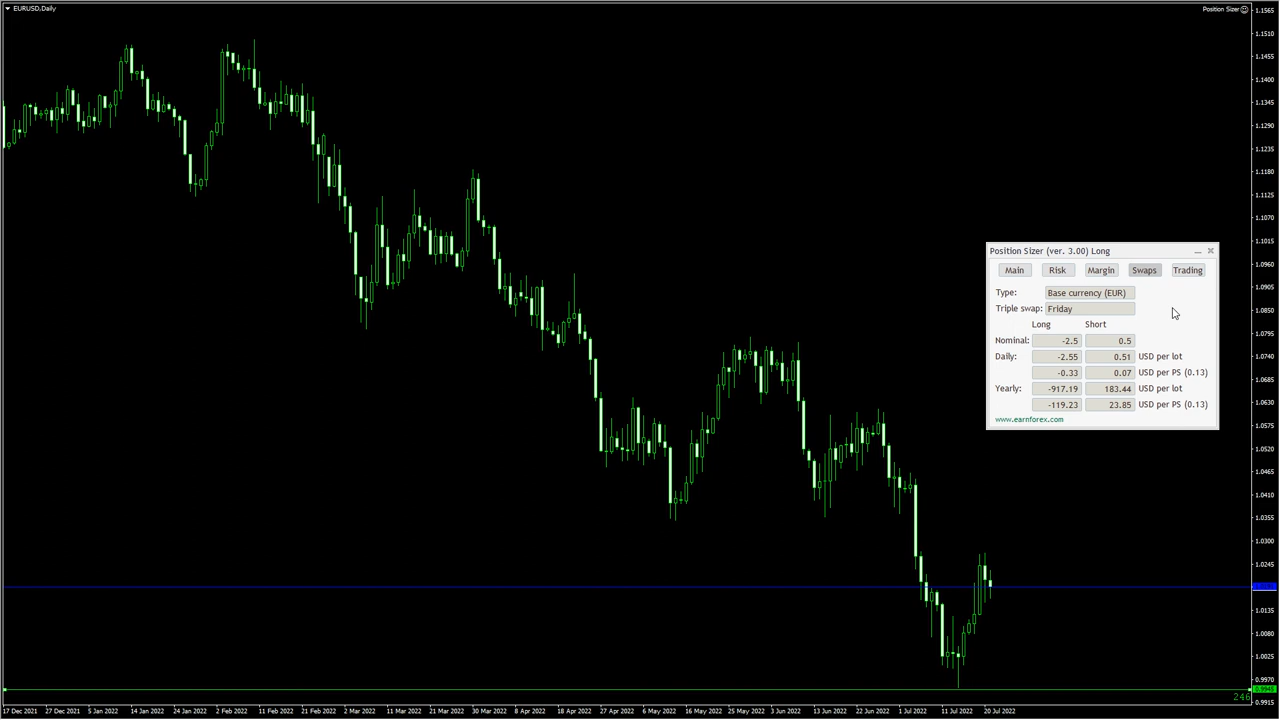 EURUSD,Daily
Position Sizer
1.1565
1.1510
1.1455
1.1400
1.1345
1.1290
1.1235
1.1180
1.1125
1.1070
1.1015
1.0960
1.0905
1.0850
1.0795
1.0740
1.0685
1.0630
1.0575
1.0520
1.0465
1.0410
1.0355
1.0300
1.0245
1.0135
1.0080
1.0025
0.9970
0.9915
Position Sizer (ver. 3.00) Long
Main Risk Margin Swaps Trading
Type: Base currency (EUR)
Triple swap: Friday
Long Short
Nominal: -2.5 0.5
Daily: -2.55 0.51 USD per lot
-0.33 0.07 USD per PS (0.13)
Yearly: -917.19 183.44 USD per lot
-119.23 23.85 USD per PS (0.13)
www.earnforex.com
246
17 Dec 2021 27 Dec 2021 5 Jan 2022 14 Jan 2022 24 Jan 2022 2 Feb 2022 11 Feb 2022 21 Feb 2022 2 Mar 2022 11 Mar 2022 21 Mar 2022 30 Mar 2022 8 Apr 2022 18 Apr 2022 27 Apr 2022 6 May 2022 16 May 2022 25 May 2022 3 Jun 2022 13 Jun 2022 22 Jun 2022 1 Jul 2022 11 Jul 2022 20 Jul 2022